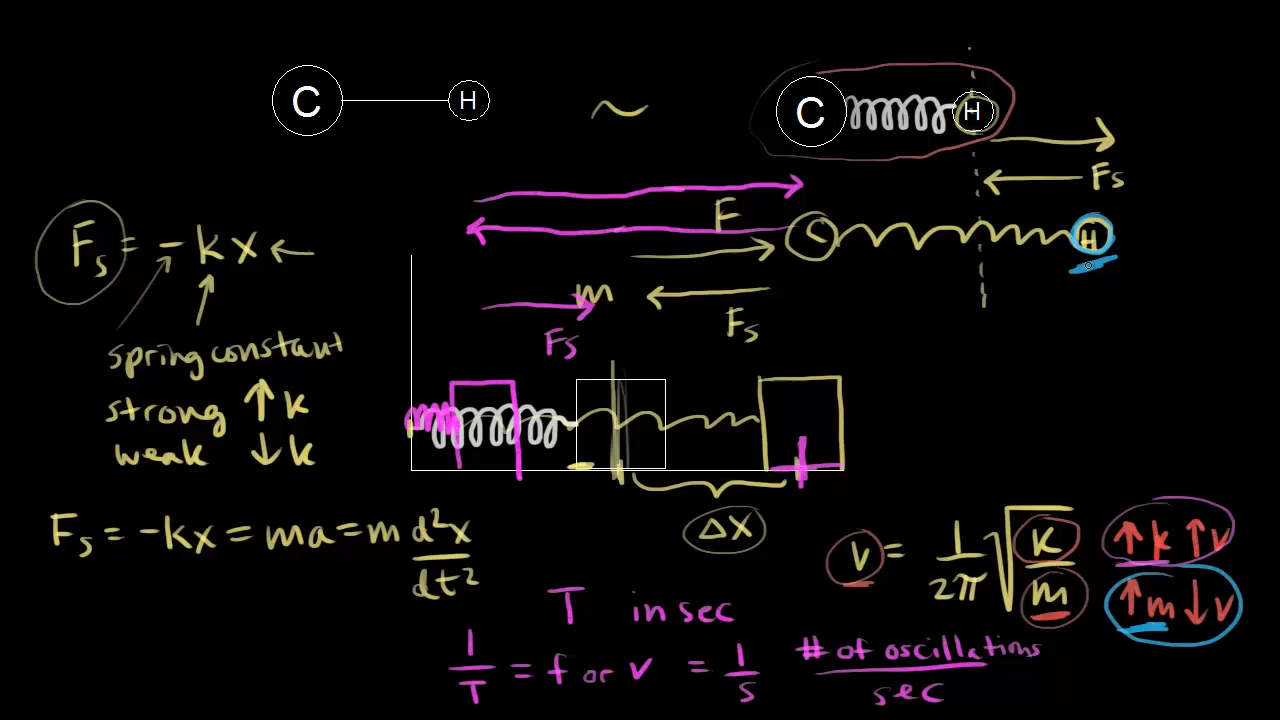 C H ~ C H
Fs
F
C H
Fs = - k x ←
m
Fs
Fs
spring constant
strong ↑ k
weak ↓ k
Δx
Fs = -kx = ma = m d²x/dt²
v = 1/2π √k/m
↑k ↑v
↑m ↓v
T in sec
1/T = f or v = 1/s # of oscillations/sec